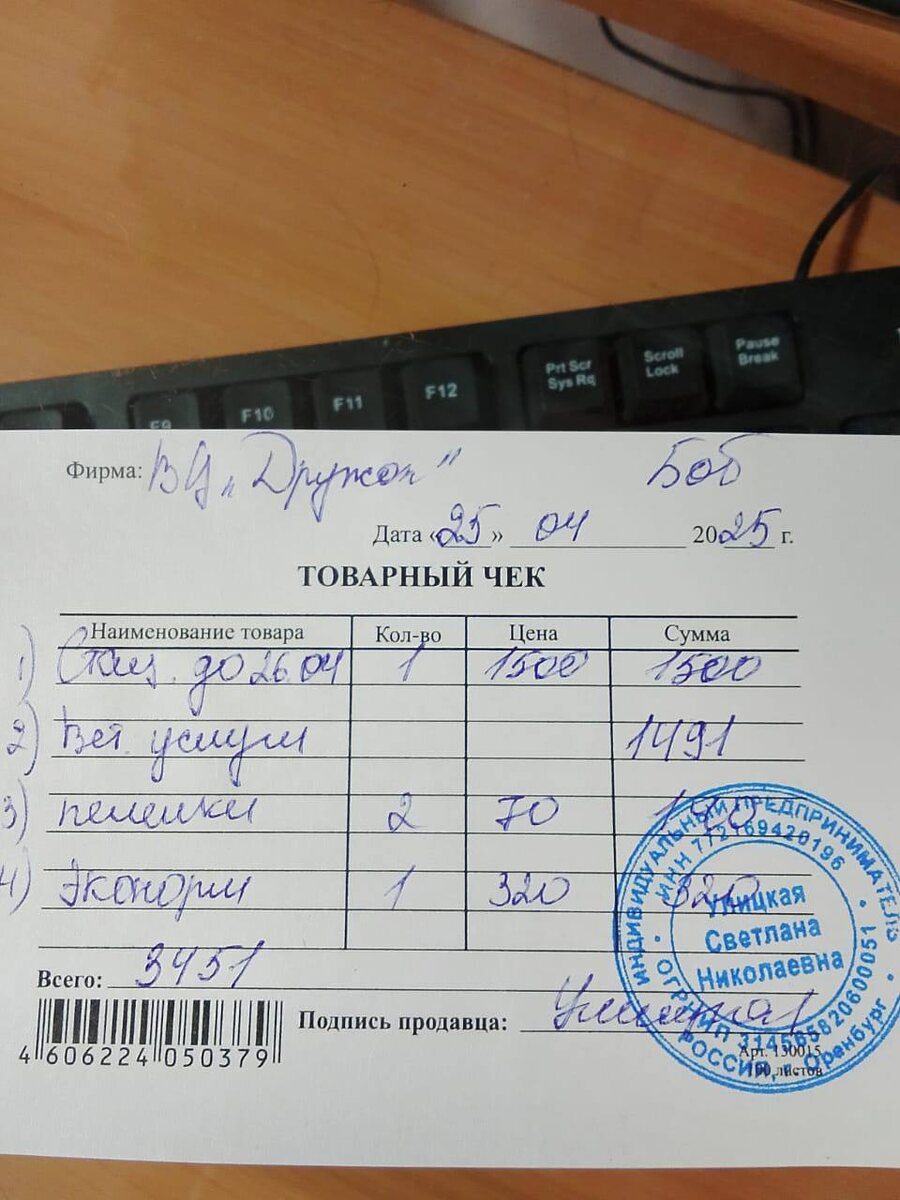 Prt Scr Scroll Pause
Sys Rq Lock Break
F9 F10 F11 F12
Фирма: ВЦ „Дружок" Боб
Дата «25» 04 2025 г.
ТОВАРНЫЙ ЧЕК
Наименование товара Кол-во Цена Сумма
1) Стац. до 26.04 1 1500 1500
2) Вет. услуги 1491
3) пеленки 2 70 140
4) Эконорм 1 320 320
Всего: 3451
Подпись продавца:
4 606224 050379
Арт. 130015
100 листов
ИНДИВИДУАЛЬНЫЙ ПРЕДПРИНИМАТЕЛЬ
ИНН 772169420196
Улицкая
Светлана
Николаевна
ОГРНИП 314565820600051
РОССИЯ, г. Оренбург